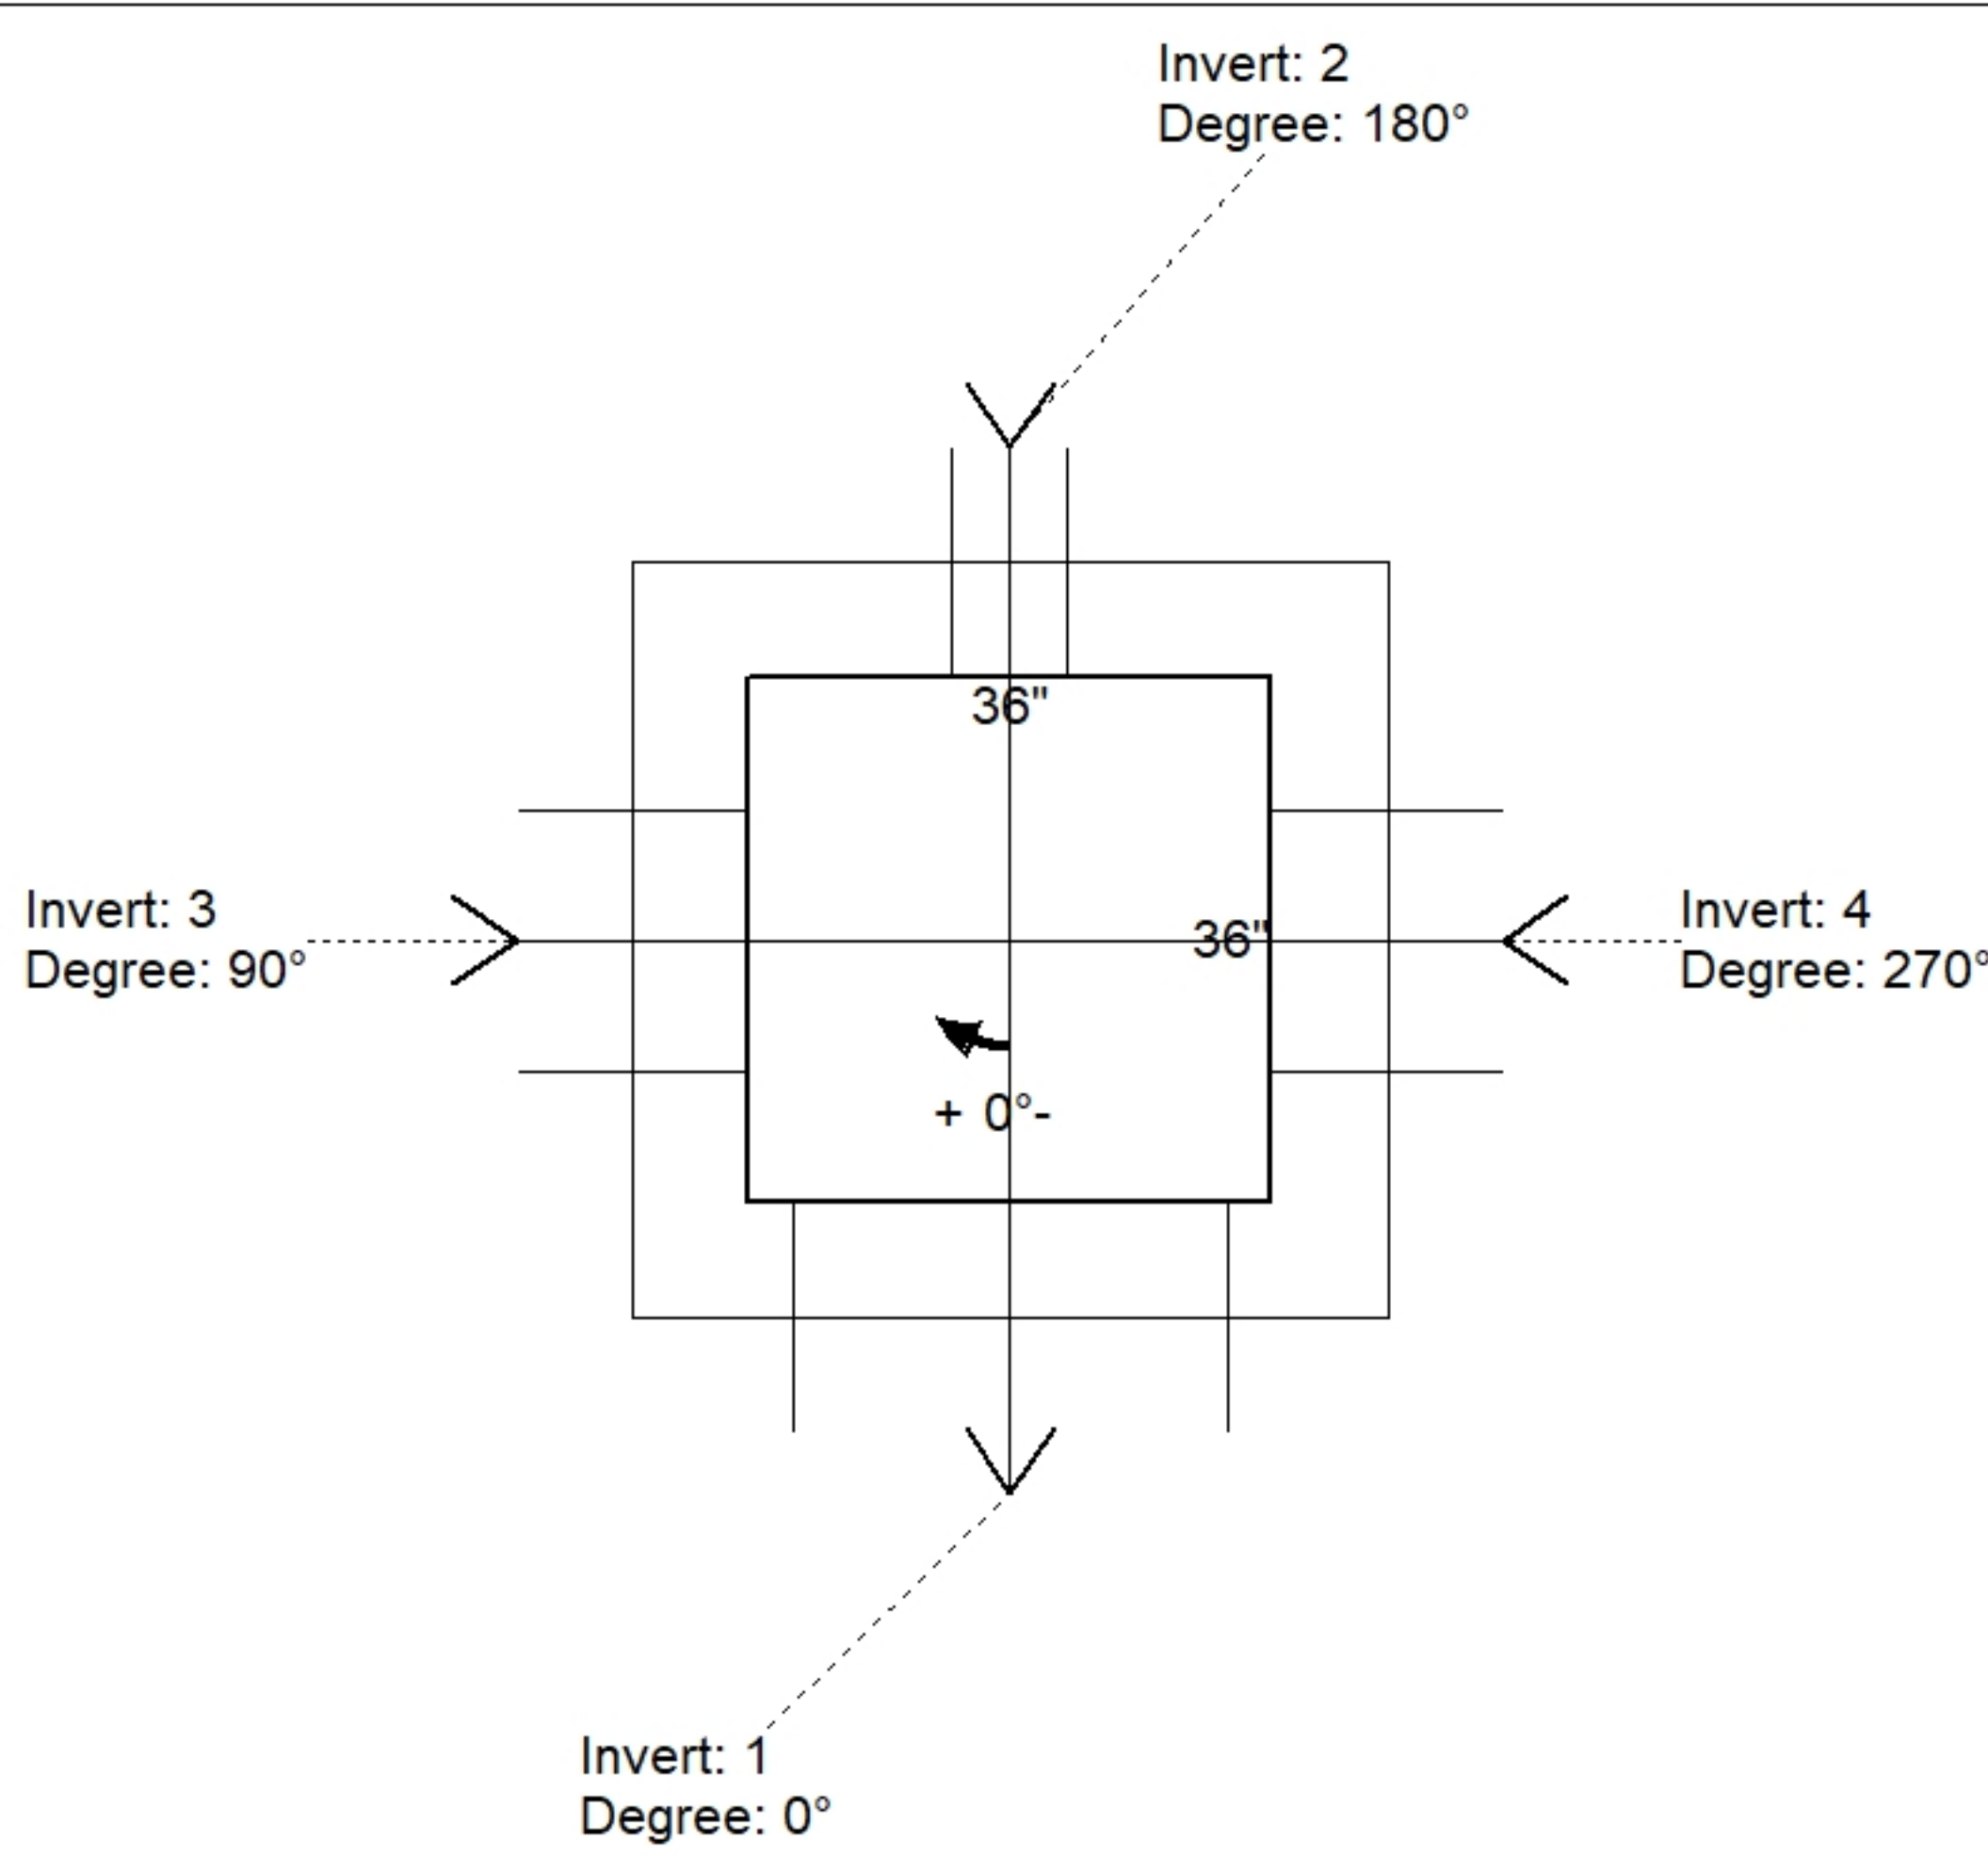 Invert: 2
Degree: 180°
36"
Invert: 3
Degree: 90°
36"
Invert: 4
Degree: 270°
+ 0°-
Invert: 1
Degree: 0°